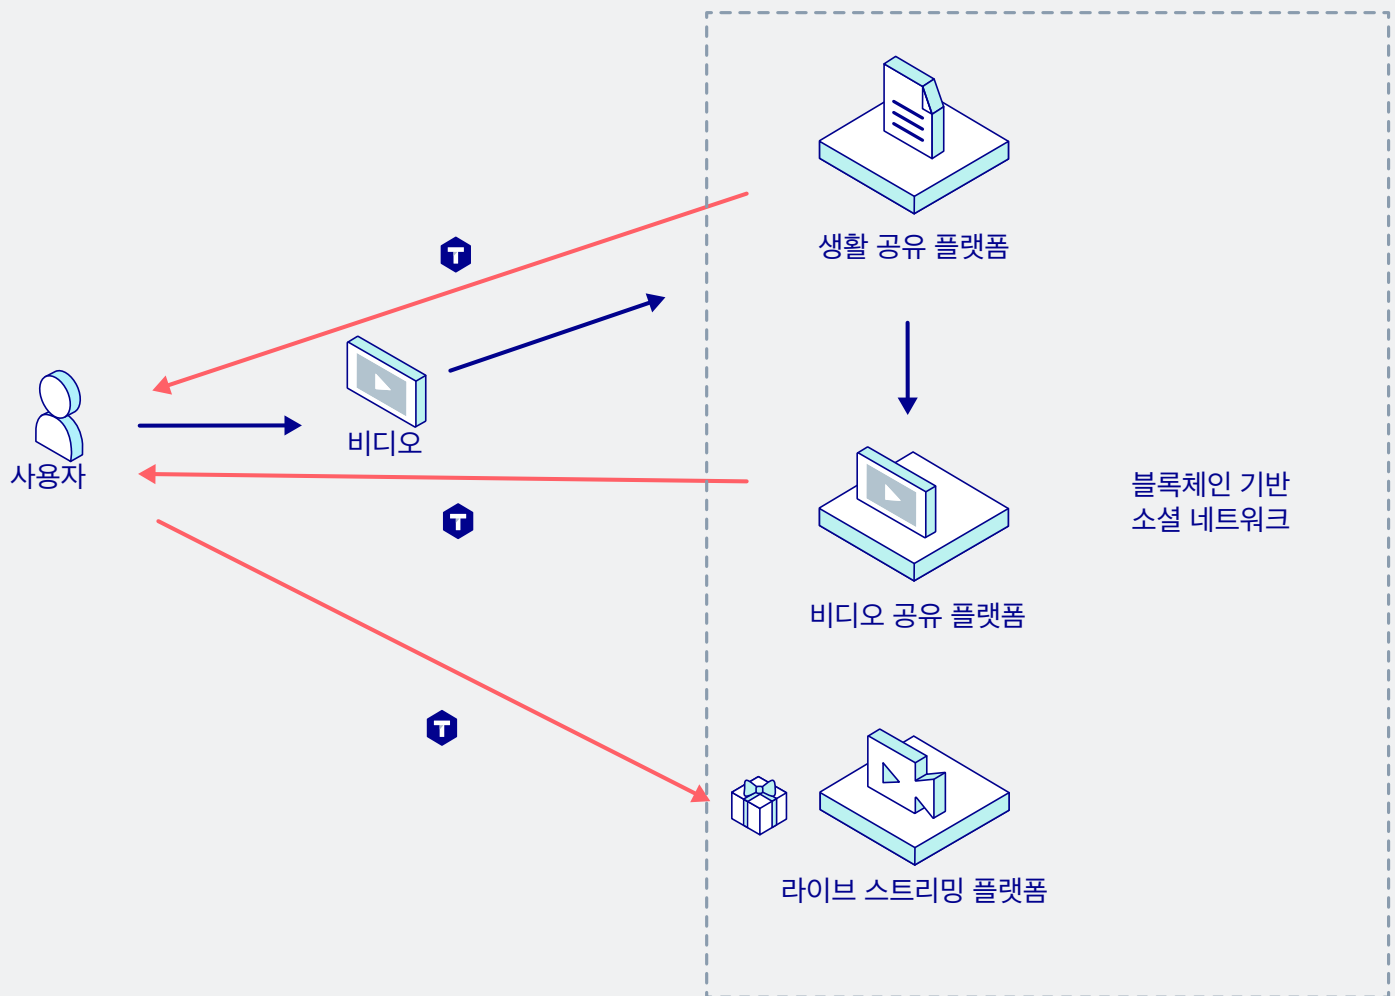 생활 공유 플랫폼
T
비디오
사용자
T
비디오 공유 플랫폼
블록체인 기반
소셜 네트워크
T
라이브 스트리밍 플랫폼